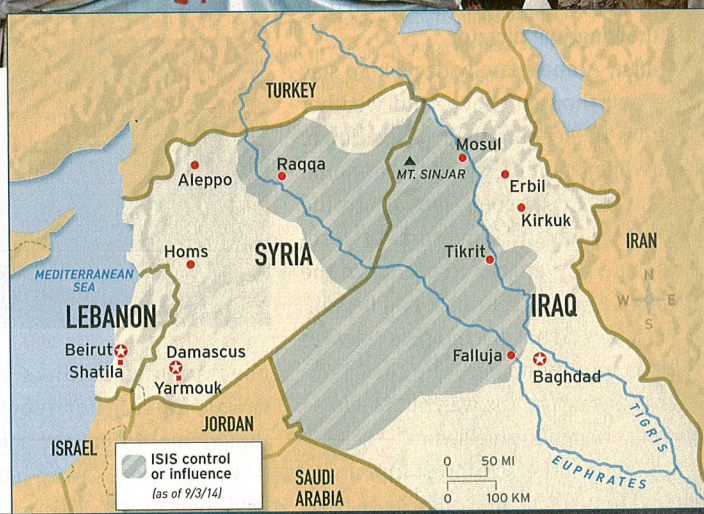 TURKEY
Mosul
Raqqa
MT. SINJAR
Aleppo
Erbil
Kirkuk
Homs
SYRIA
Tikrit
IRAN
MEDITERRANEAN
SEA
N
W E
S
LEBANON
IRAQ
Beirut
Damascus
Falluja
Shatila
Baghdad
Yarmouk
JORDAN
TIGRIS
ISRAEL
ISIS control
or influence
(as of 9/3/14)
SAUDI
ARABIA
0 50 MI
0 100 KM
EUPHRATES